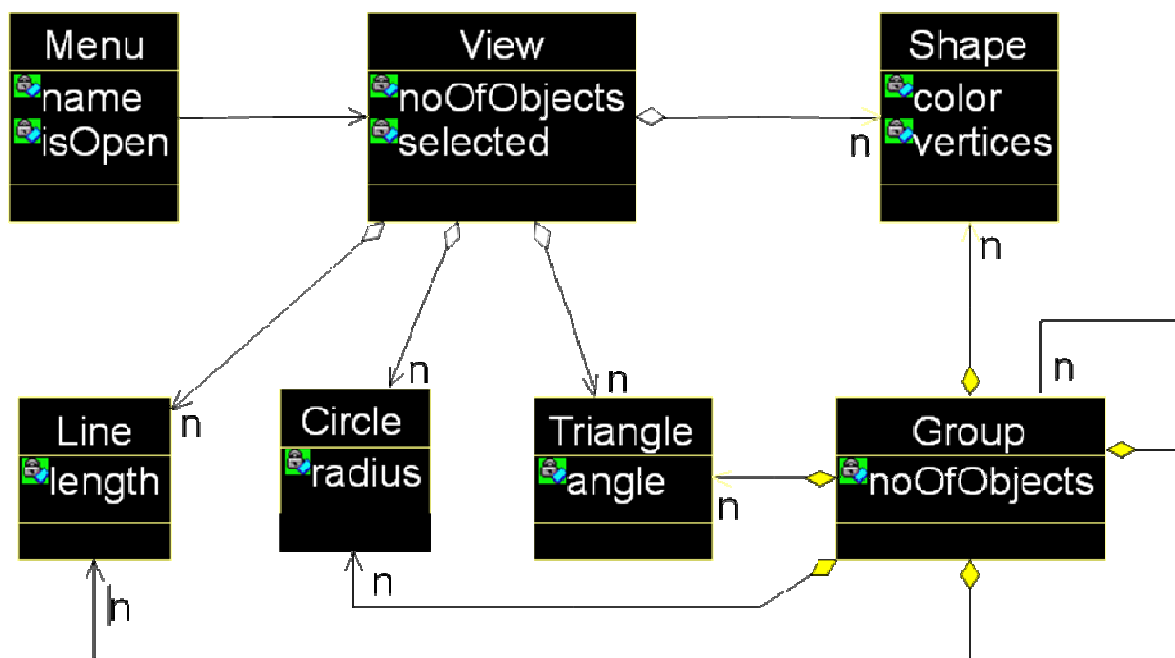 Menu
name
isOpen
View
noOfObjects
selected
Shape
color
vertices
n
n
n
n
n
n
Line
length
Circle
radius
Triangle
angle
Group
noOfObjects
n
n
n